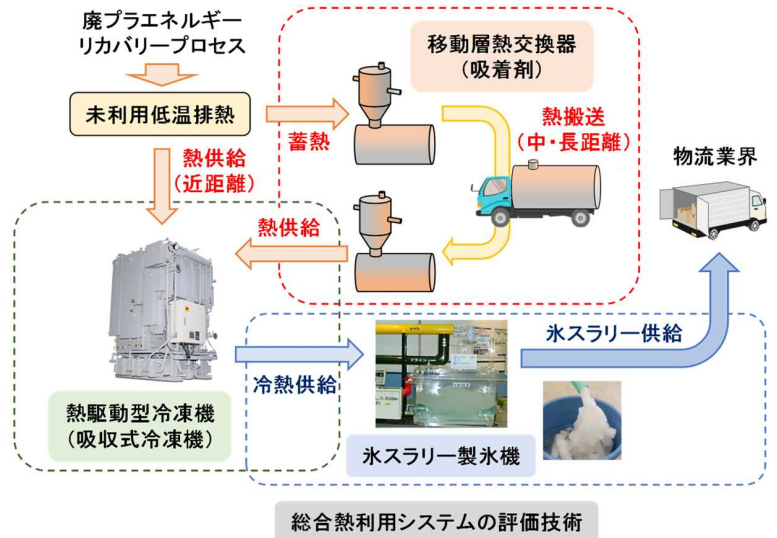 廃プラエネルギー
リカバリープロセス
未利用低温排熱
蓄熱
移動層熱交換器
(吸着剤)
熱搬送
(中・長距離)
熱供給
(近距離)
熱供給
物流業界
熱駆動型冷凍機
(吸収式冷凍機)
冷熱供給
氷スラリー供給
氷スラリー製氷機
総合熱利用システムの評価技術